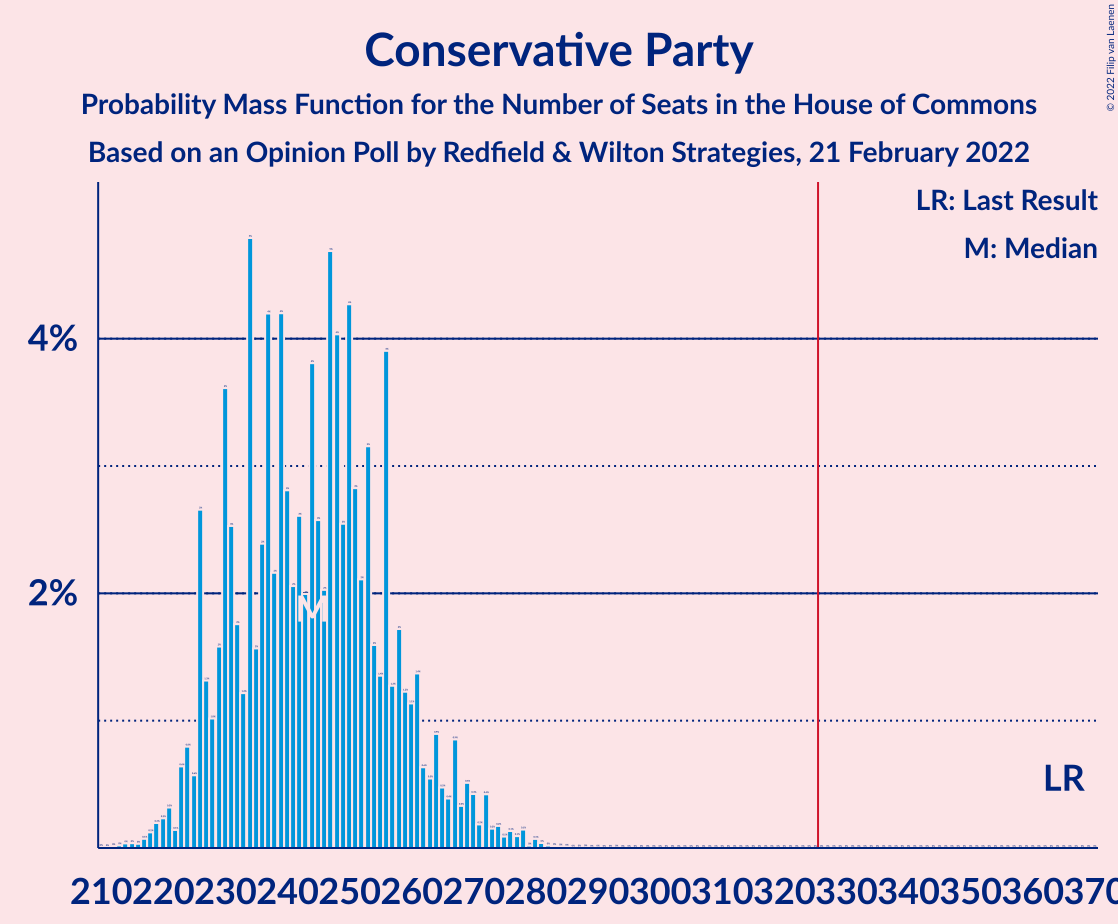 Conservative Party
Probability Mass Function for the Number of Seats in the House of Commons
Based on an Opinion Poll by Redfield & Wilton Strategies, 21 February 2022
© 2022 Filip van Laenen
LR: Last Result
M: Median
4%
2%
M
LR
210220230240250260270280290300310320330340350360370